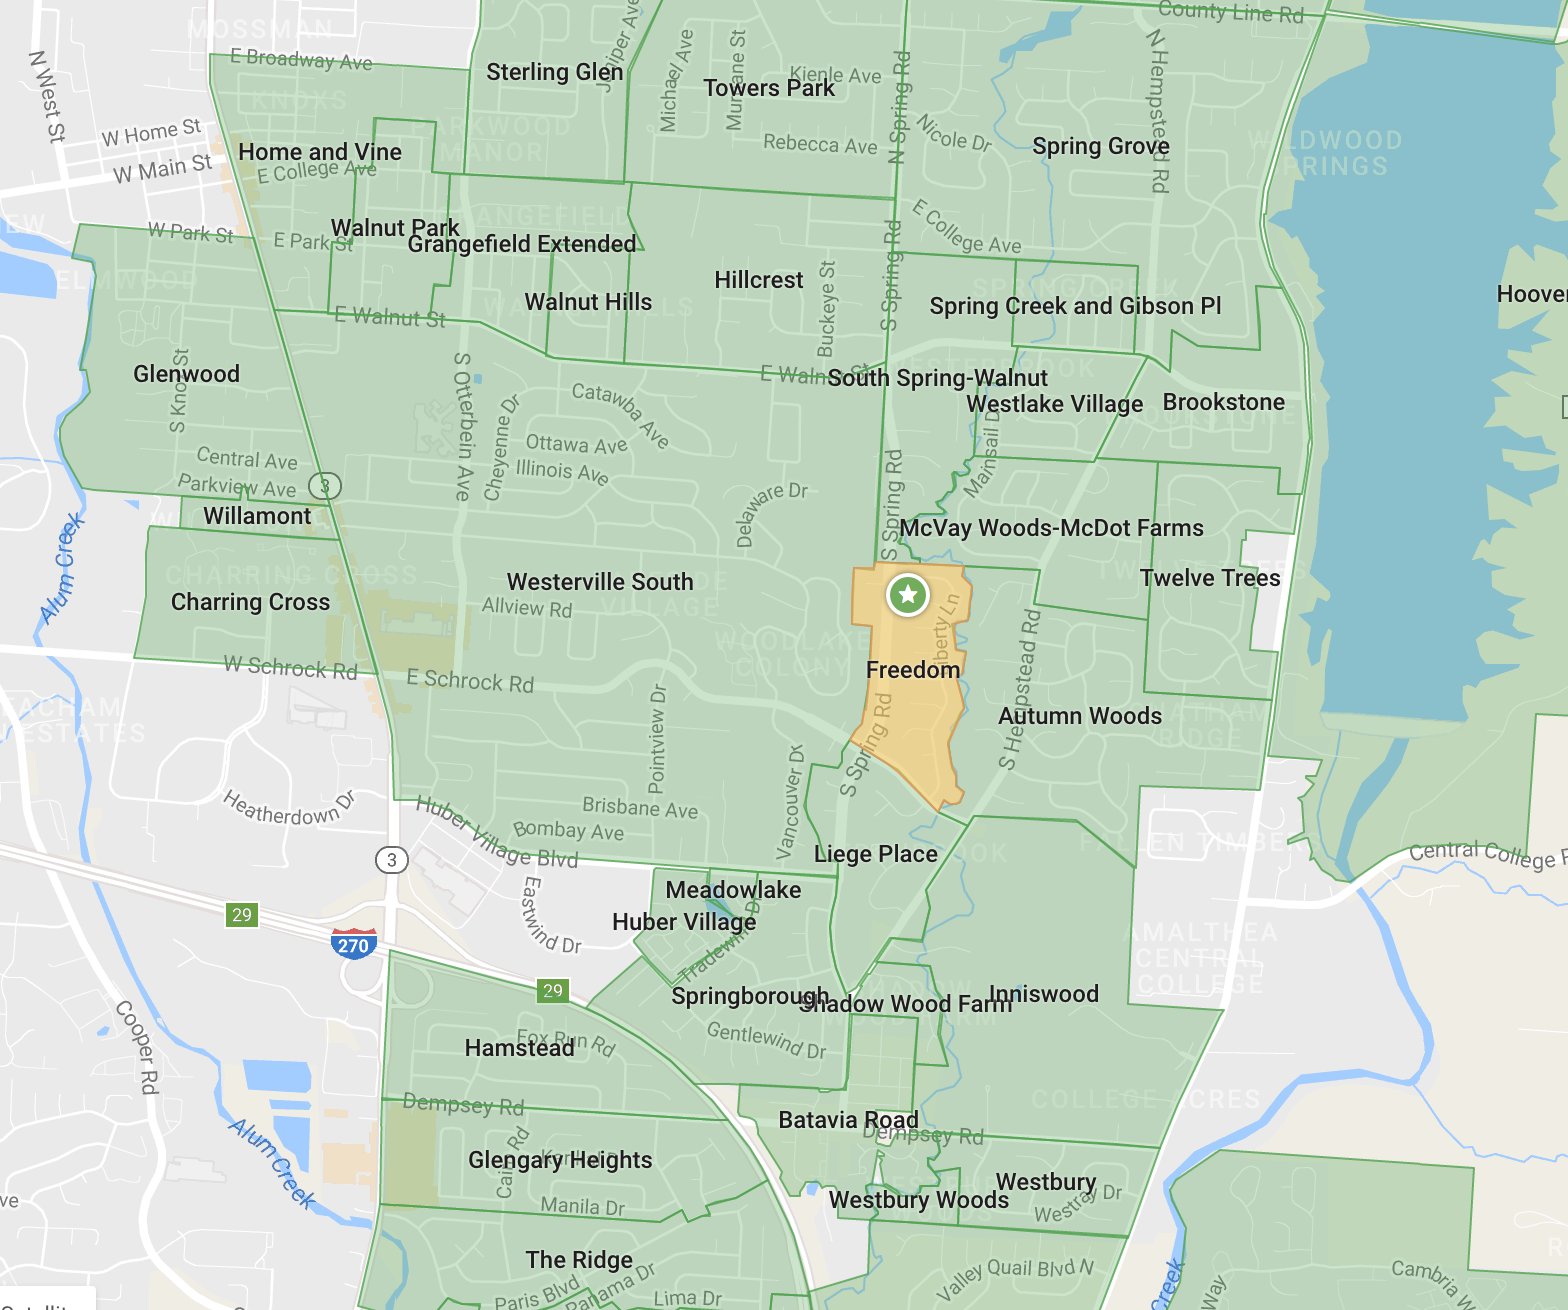 MOSSMAN
County Line Rd
N West St
E Broadway Ave
Juniper Ave
Michael Ave
Murnane St
Kienle Ave
N Spring Rd
N Hempstead Rd
Sterling Glen
Towers Park
KNOXS
W Home St
PARKWOOD
MANOR
Rebecca Ave
Nicole Dr
Spring Grove
WILDWOOD
SPRINGS
Home and Vine
W Main St
E College Ave
Walnut Park
GRANGEFIELD
E College Ave
W Park St
E Park St
Grangefield Extended
S Spring Rd
ELMWOOD
Hillcrest
Buckeye St
SPRING CREEK
Walnut Hills
WALNUT HILLS
Spring Creek and Gibson Pl
Hoover
E Walnut St
Glenwood
S Knox St
S Otterbein Ave
E Walnut St
WESTERBROOK
South Spring-Walnut
Westlake Village
Brookstone
BROOKSTONE
Catawba Ave
Cheyenne Dr
Ottawa Ave
Illinois Ave
Mainsail Dr
Central Ave
Parkview Ave
3
Delaware Dr
S Spring Rd
Willamont
McVay Woods-McDot Farms
Alum Creek
CHARRING CROSS
Charring Cross
Westerville South
VILLAGE
Allview Rd
TWELVE TREES
Twelve Trees
Liberty Ln
WOODLAKE
COLONY
W Schrock Rd
E Schrock Rd
Freedom
S Hempstead Rd
Autumn Woods
ESTATES
RIDGE
Pointview Dr
S Spring Rd
Vancouver Dr
Heatherdown Dr
Huber Village Blvd
Brisbane Ave
Bombay Ave
Liege Place
FALLEN TIMBER
Central College R
3
Meadowlake
Huber Village
Eastwind Dr
Tradewind Dr
29
270
29
AMALTHEA
CENTRAL
COLLEGE
Springborough
Shadow Wood Farm
Inniswood
Cooper Rd
Hamstead
Fox Run Rd
Gentlewind Dr
Dempsey Rd
COLLEGE ACRES
Batavia Road
Dempsey Rd
Alum Creek
Glengary Heights
Manila Dr
Westbury
Westbury Woods
Westray Dr
The Ridge
Paris Blvd
Panama Dr
Lima Dr
Valley Quail Blvd N
Creek
Way
Cambria W